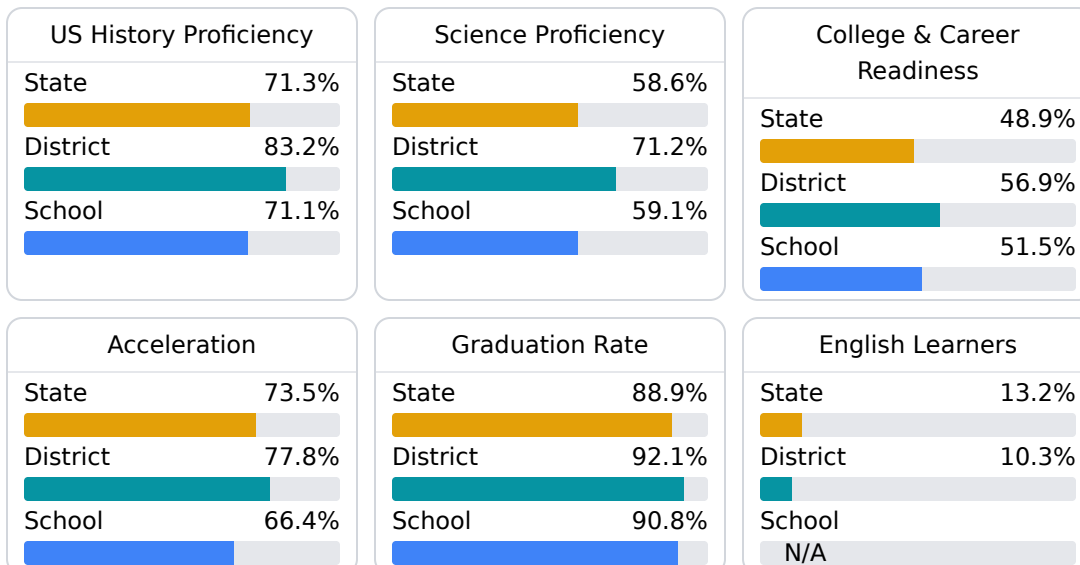 US History Proficiency
State 71.3%
District 83.2%
School 71.1%
Science Proficiency
State 58.6%
District 71.2%
School 59.1%
College & Career
Readiness
State 48.9%
District 56.9%
School 51.5%
Acceleration
State 73.5%
District 77.8%
School 66.4%
Graduation Rate
State 88.9%
District 92.1%
School 90.8%
English Learners
State 13.2%
District 10.3%
School
N/A